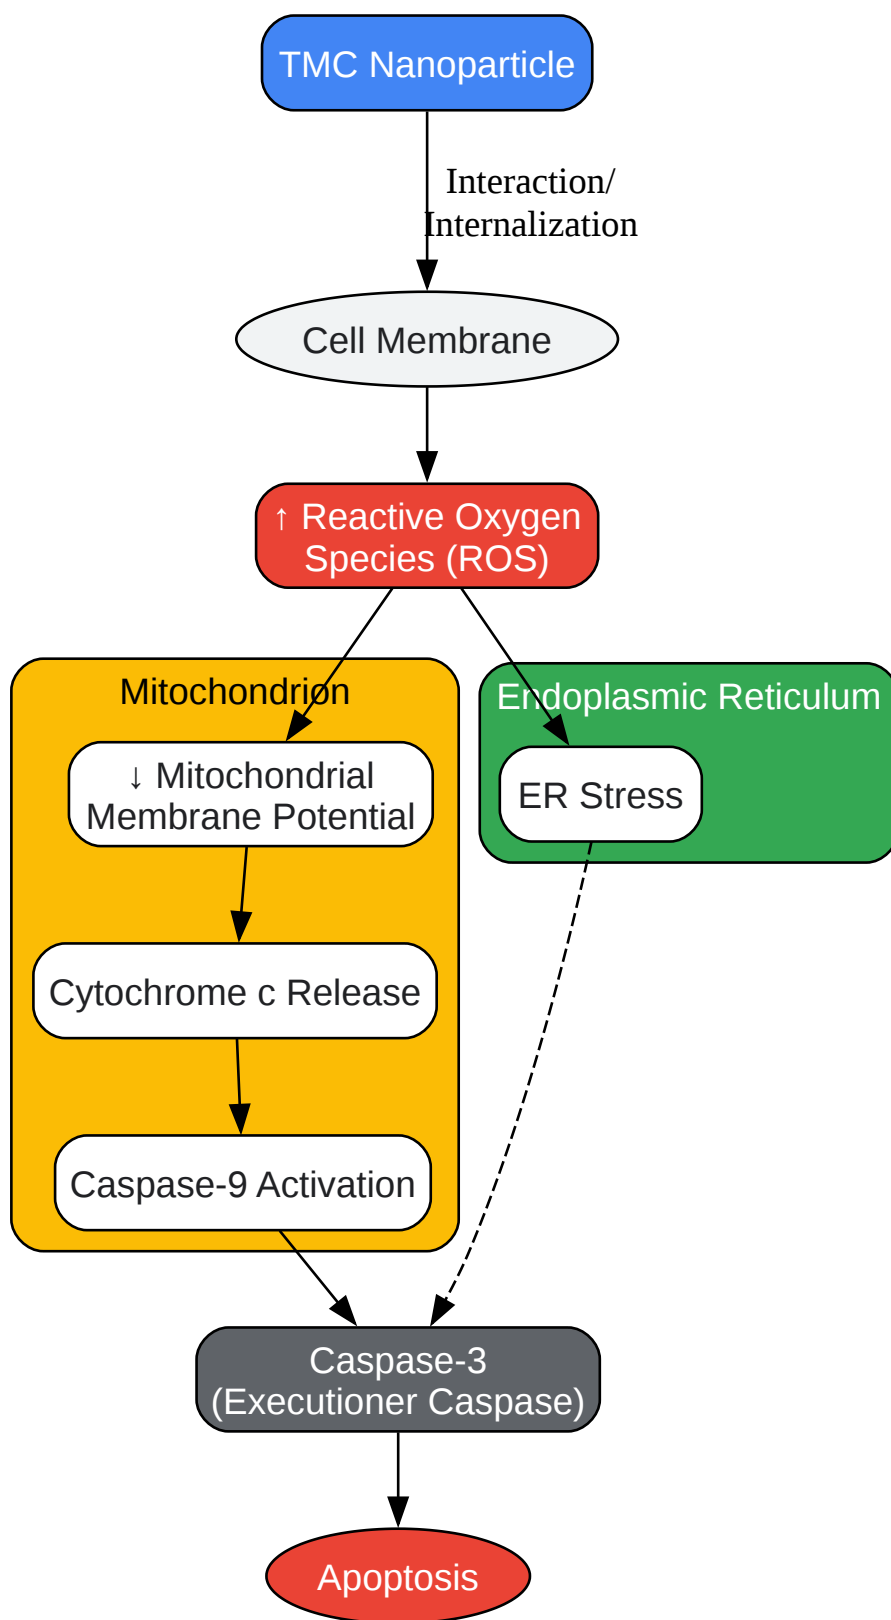 TMC Nanoparticle
Interaction/
Internalization
Cell Membrane
↑ Reactive Oxygen
Species (ROS)
Mitochondrion
Endoplasmic Reticulum
↓ Mitochondrial
Membrane Potential
ER Stress
Cytochrome c Release
Caspase-9 Activation
Caspase-3
(Executioner Caspase)
Apoptosis